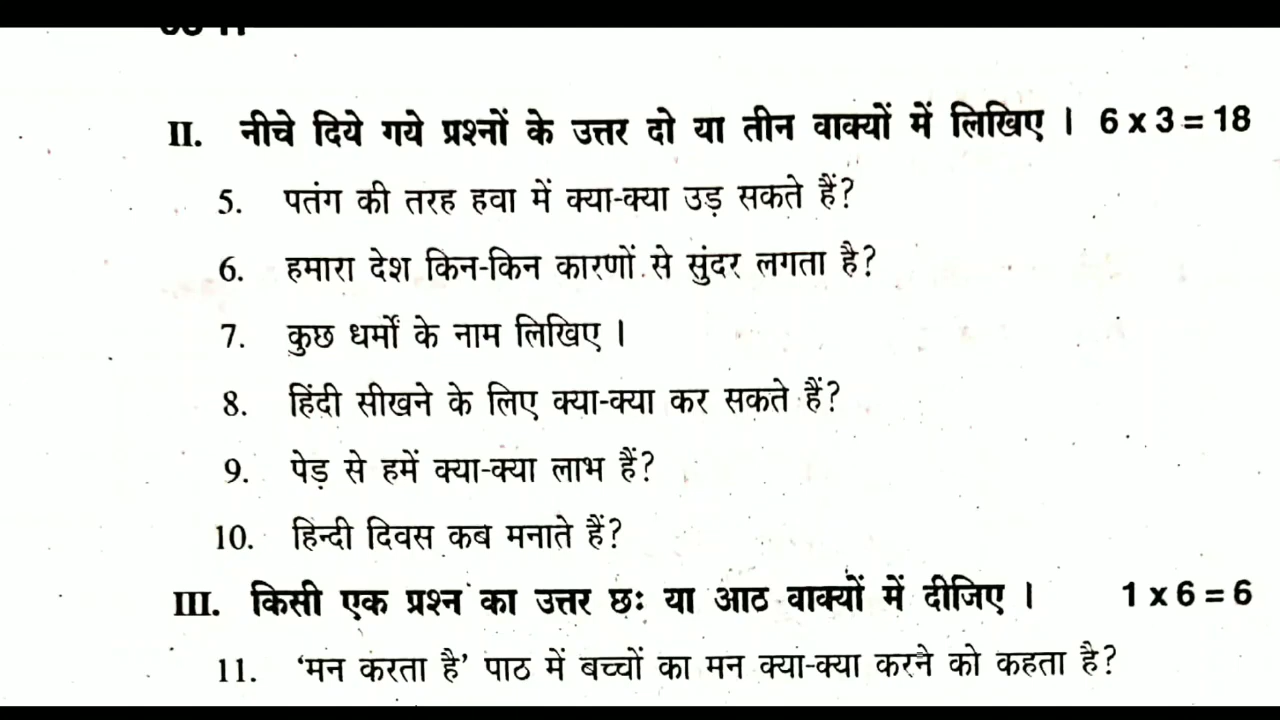 II. नीचे दिये गये प्रश्नों के उत्तर दो या तीन वाक्यों में लिखिए । 6 x 3 = 18
5. पतंग की तरह हवा में क्या-क्या उड़ सकते हैं?
6. हमारा देश किन-किन कारणों से सुंदर लगता है?
7. कुछ धर्मों के नाम लिखिए ।
8. हिंदी सीखने के लिए क्या-क्या कर सकते हैं?
9. पेड़ से हमें क्या-क्या लाभ हैं?
10. हिन्दी दिवस कब मनाते हैं?
III. किसी एक प्रश्न का उत्तर छः या आठ वाक्यों में दीजिए । 1 x 6 = 6
11. ‘मन करता है’ पाठ में बच्चों का मन क्या-क्या करने को कहता है?